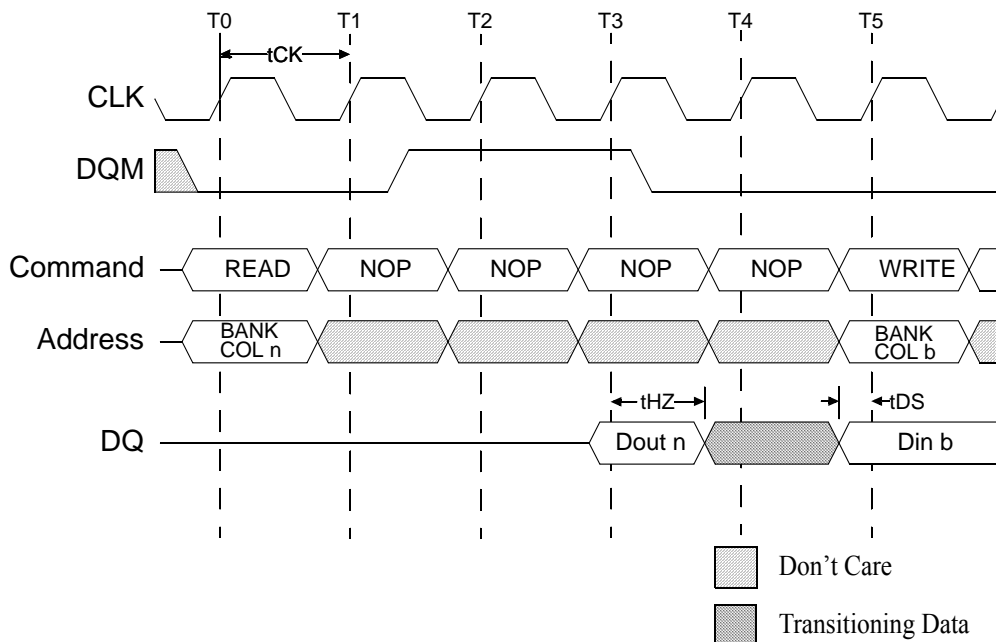 T0 T1 T2 T3 T4 T5
tCK
CLK
DQM
Command READ NOP NOP NOP NOP WRITE
Address BANK COL n BANK COL b
tHZ tDS
DQ Dout n Din b
Don't Care
Transitioning Data